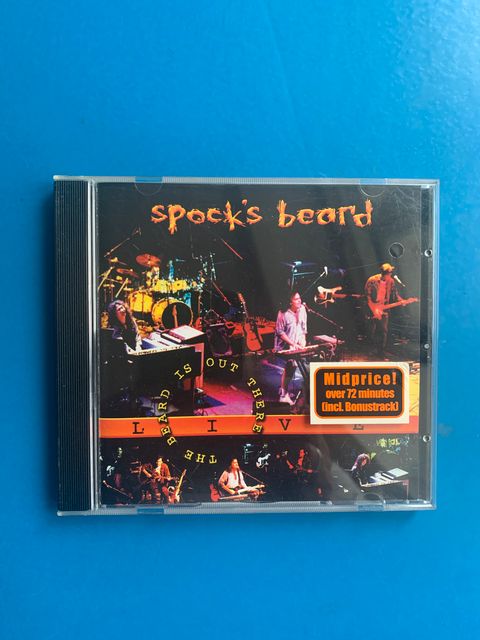 spock's beard
THE BEARD IS OUT THERE
Midprice!
over 72 minutes
(incl. Bonustrack)
L I V E